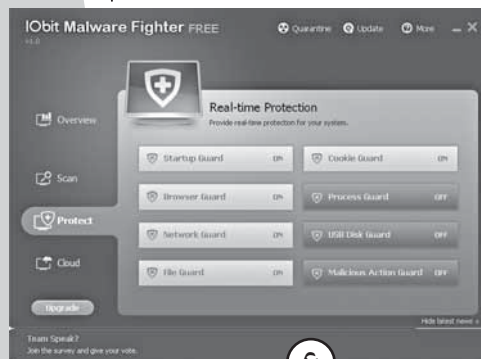 IObit Malware Fighter FREE
v1.0
Quarantine Update More
Overview
Scan
Protect
Cloud
Upgrade
Real-time Protection
Provide real-time protection for your system.
Startup Guard ON
Cookie Guard ON
Browser Guard ON
Process Guard OFF
Network Guard ON
USB Disk Guard OFF
File Guard ON
Malicious Action Guard OFF
Hide latest news
Team Speak?
Join the survey and give your vote.